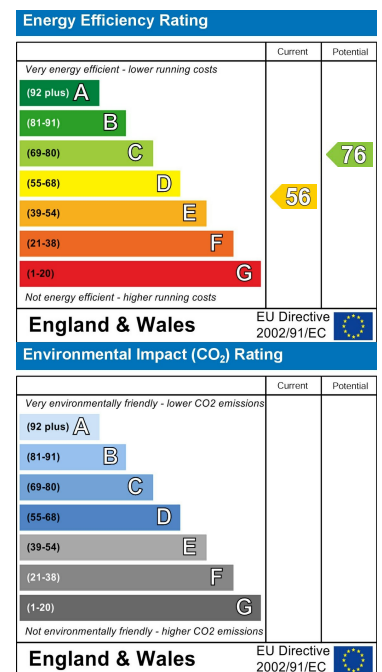 Energy Efficiency Rating
Current Potential
Very energy efficient - lower running costs
(92 plus) A
(81-91) B
(69-80) C
76
(55-68) D
56
(39-54) E
(21-38) F
(1-20) G
Not energy efficient - higher running costs
England & Wales
EU Directive
2002/91/EC
Environmental Impact (CO₂) Rating
Current Potential
Very environmentally friendly - lower CO2 emissions
(92 plus) A
(81-91) B
(69-80) C
(55-68) D
(39-54) E
(21-38) F
(1-20) G
Not environmentally friendly - higher CO2 emissions
England & Wales
EU Directive
2002/91/EC